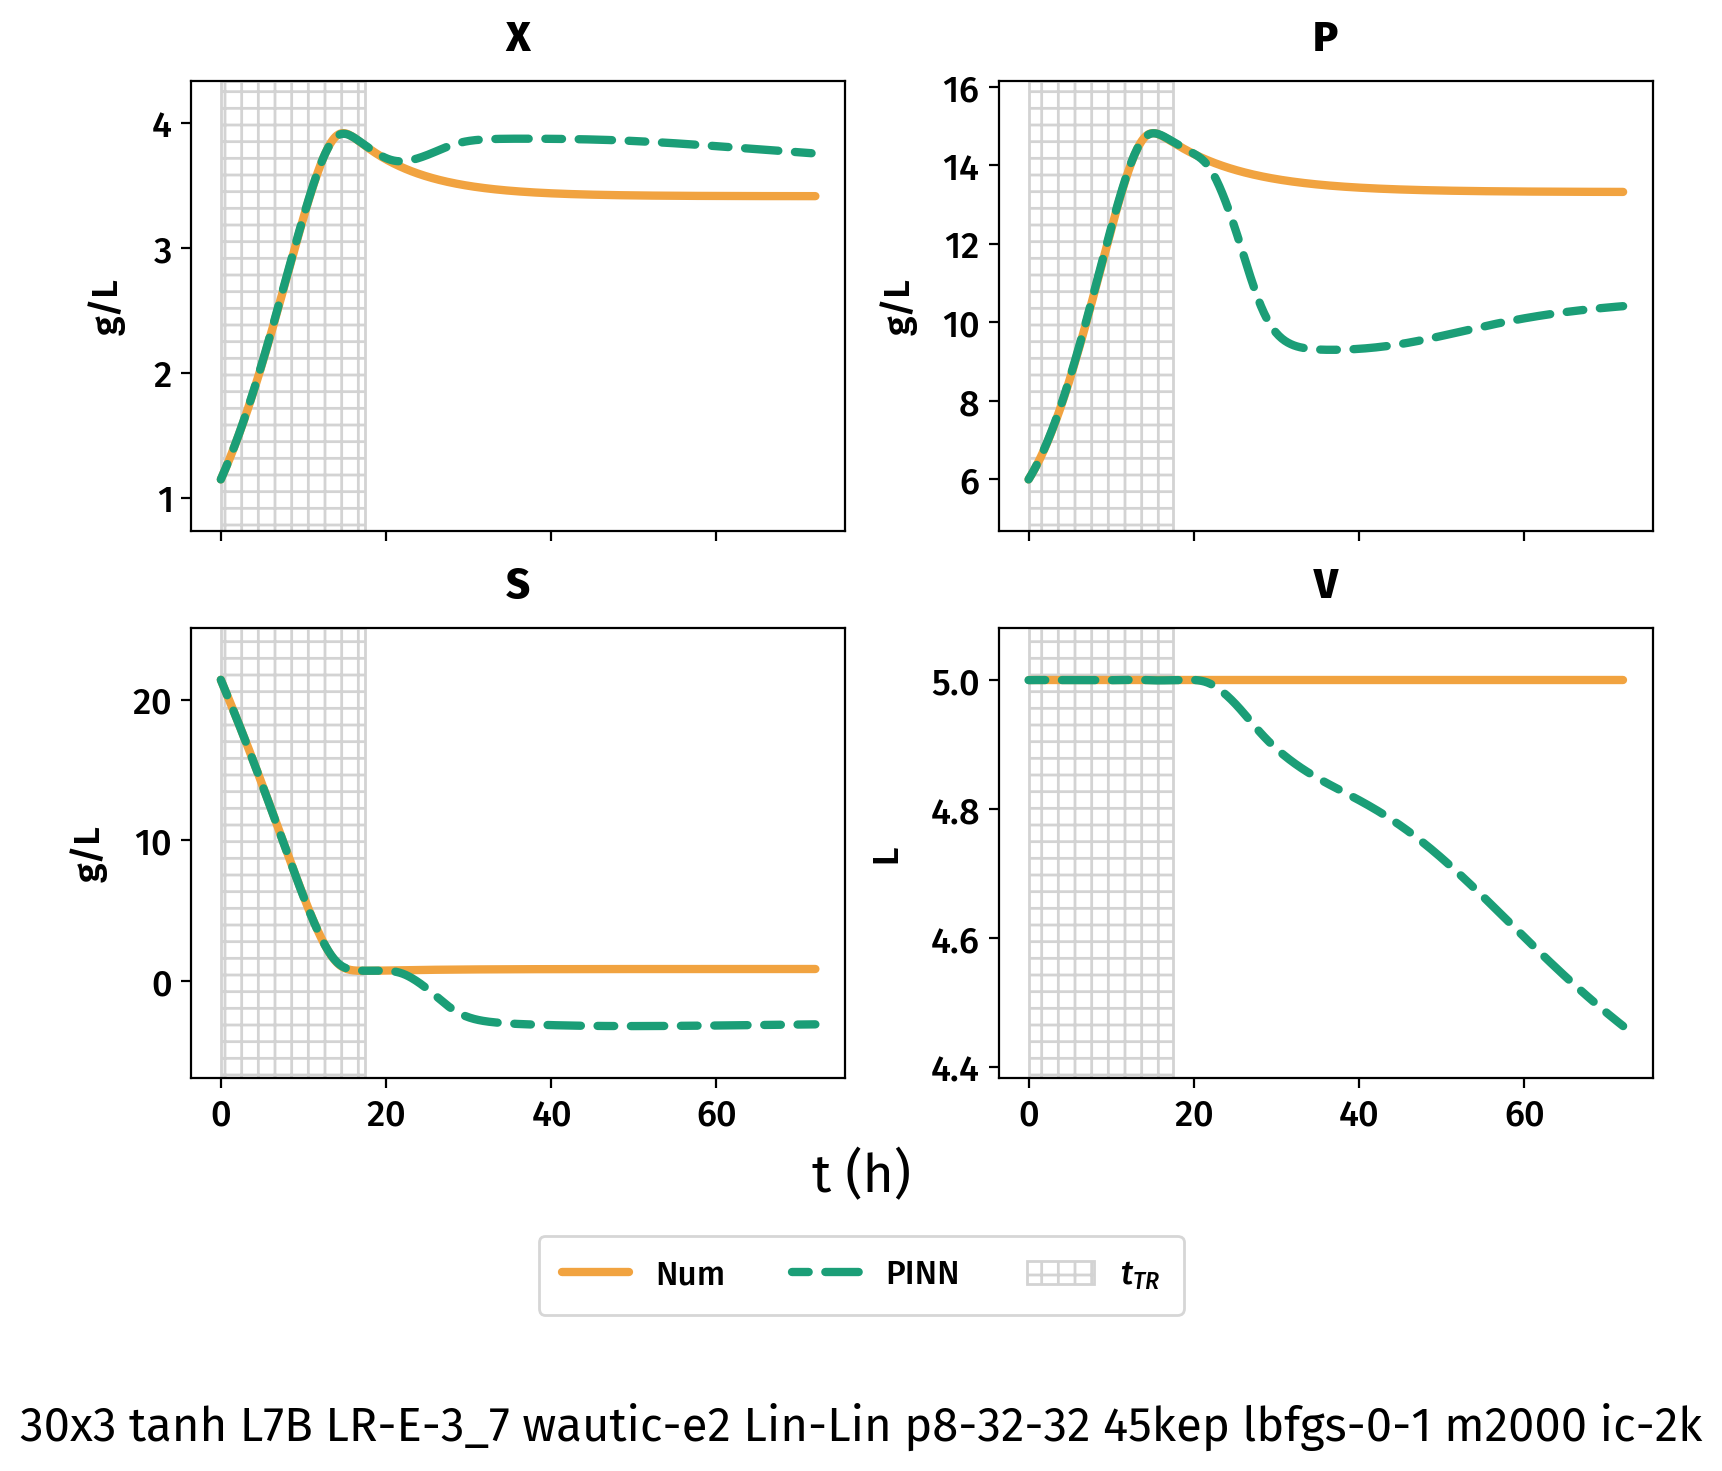 X
P
4
3
2
1
g/L
16
14
12
10
8
6
g/L
S
V
20
10
0
g/L
0 20 40 60
5.0
4.8
4.6
4.4
L
0 20 40 60
t (h)
Num PINN tTR
30x3 tanh L7B LR-E-3_7 wautic-e2 Lin-Lin p8-32-32 45kep lbfgs-0-1 m2000 ic-2k